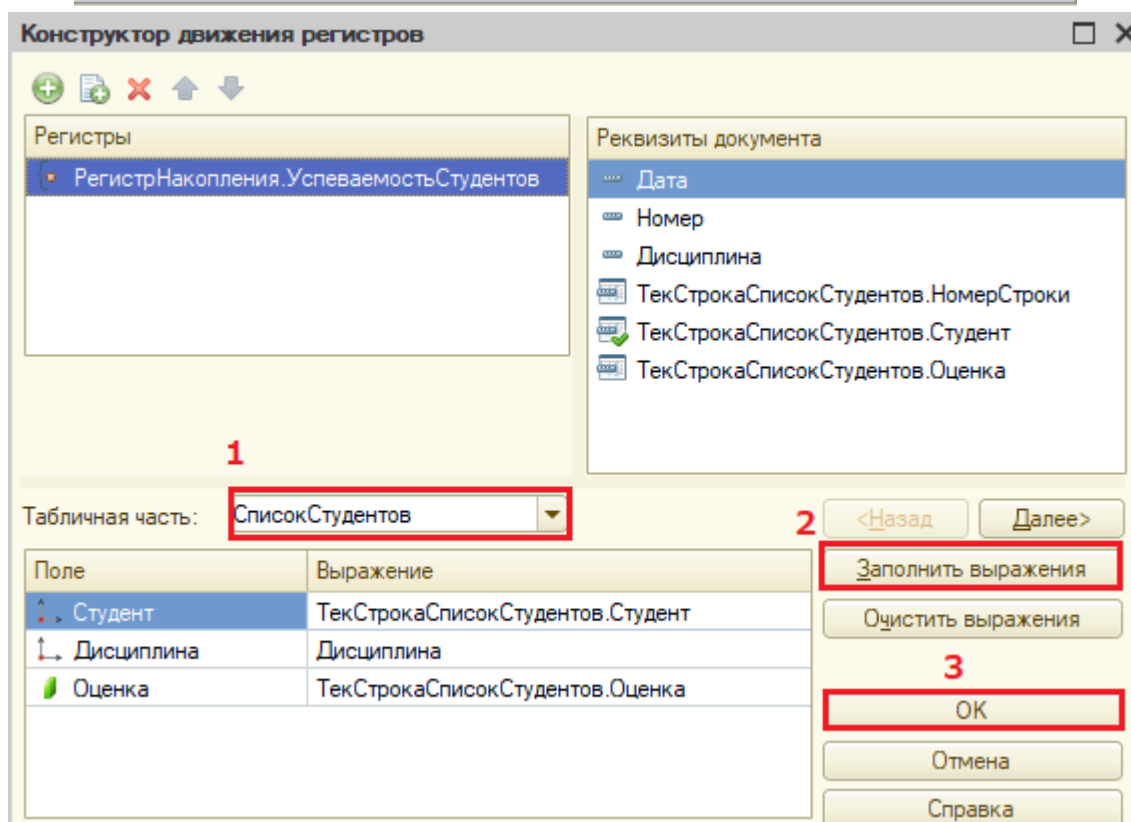 Конструктор движения регистров
Регистры
РегистрНакопления.УспеваемостьСтудентов
Реквизиты документа
Дата
Номер
Дисциплина
ТекСтрокаСписокСтудентов.НомерСтроки
ТекСтрокаСписокСтудентов.Студент
ТекСтрокаСписокСтудентов.Оценка
1
Табличная часть: СписокСтудентов
2
<Назад Далее>
Поле Выражение
Студент ТекСтрокаСписокСтудентов.Студент
Дисциплина Дисциплина
Оценка ТекСтрокаСписокСтудентов.Оценка
Заполнить выражения
Очистить выражения
3
ОК
Отмена
Справка